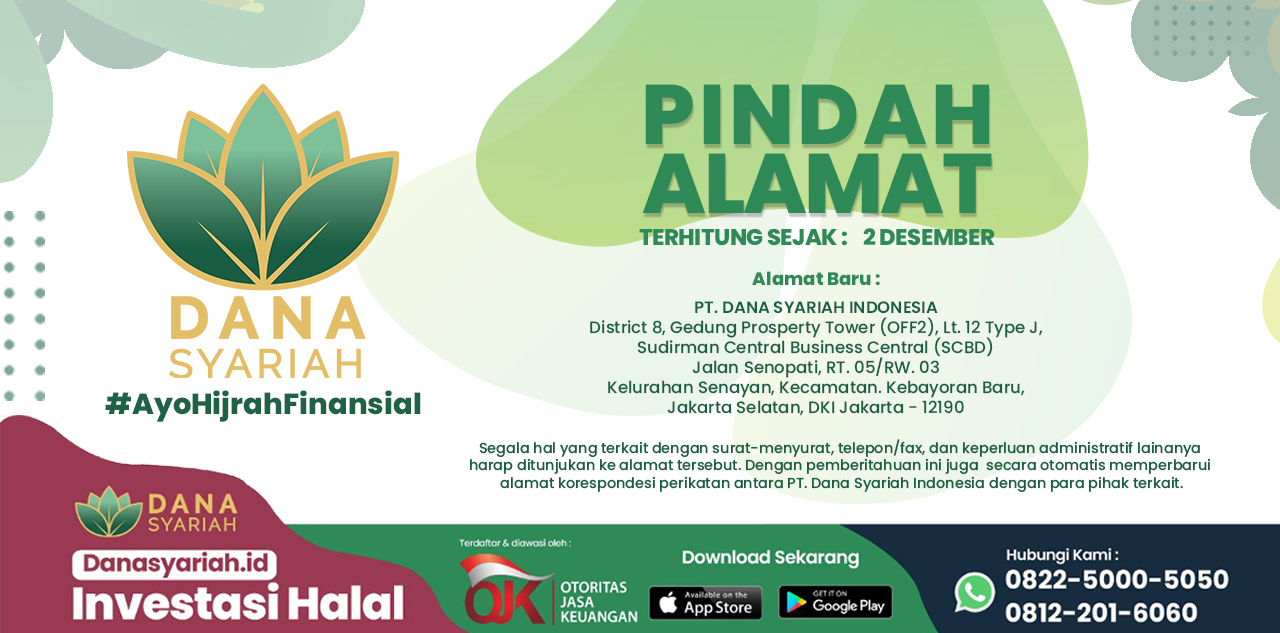 DANA
SYARIAH
#AyoHijrahFinansial
PINDAH
ALAMAT
TERHITUNG SEJAK : 2 DESEMBER
Alamat Baru :
PT. DANA SYARIAH INDONESIA
District 8, Gedung Prosperty Tower (OFF2), Lt. 12 Type J,
Sudirman Central Business Central (SCBD)
Jalan Senopati, RT. 05/RW. 03
Kelurahan Senayan, Kecamatan. Kebayoran Baru,
Jakarta Selatan, DKI Jakarta - 12190
Segala hal yang terkait dengan surat-menyurat, telepon/fax, dan keperluan administratif lainanya
harap ditunjukan ke alamat tersebut. Dengan pemberitahuan ini juga secara otomatis memperbarui
alamat korespondesi perikatan antara PT. Dana Syariah Indonesia dengan para pihak terkait.
DANA
SYARIAH
Danasyariah.id
Investasi Halal
Terdaftar & diawasi oleh :
OJK
OTORITAS
JASA
KEUANGAN
Download Sekarang
Available on the
App Store
GET IT ON
Google Play
Hubungi Kami :
0822-5000-5050
0812-201-6060